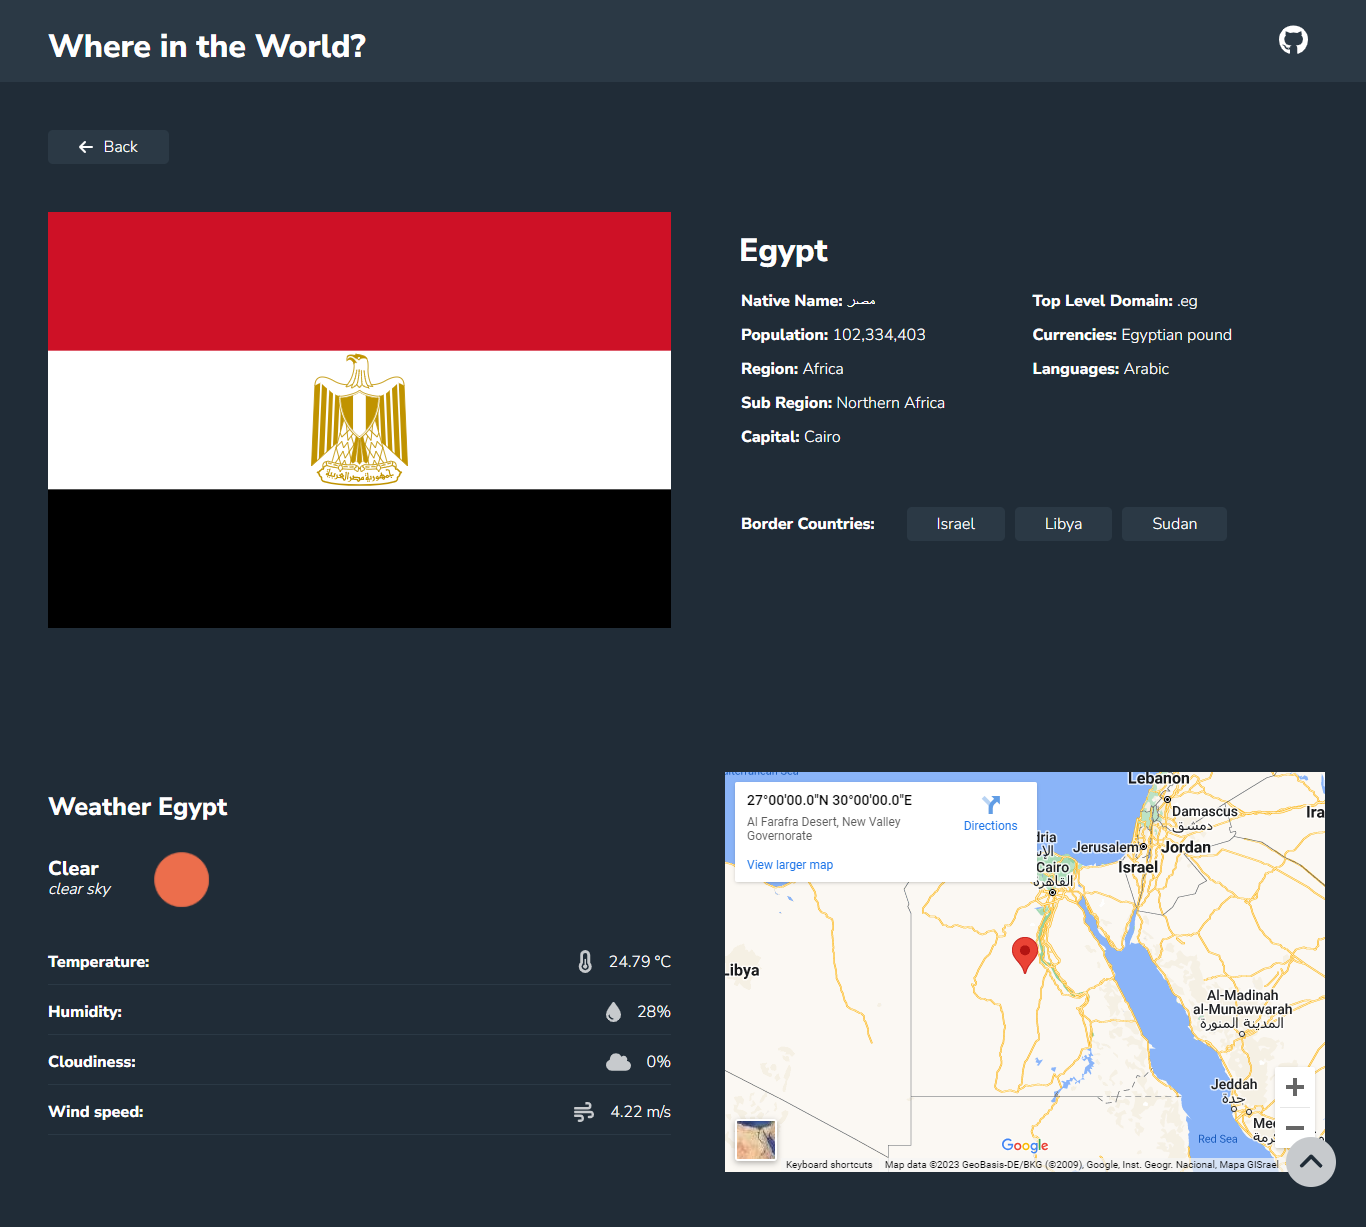 Where in the World?
Back
Egypt
Native Name: مصر
Population: 102,334,403
Region: Africa
Sub Region: Northern Africa
Capital: Cairo
Top Level Domain: .eg
Currencies: Egyptian pound
Languages: Arabic
Border Countries:
Israel
Libya
Sudan
جمهورية مصر العربية
Weather Egypt
Clear
clear sky
Temperature: 24.79 °C
Humidity: 28%
Cloudiness: 0%
Wind speed: 4.22 m/s
27°00'00.0"N 30°00'00.0"E
Al Farafra Desert, New Valley
Governorate
View larger map
Directions
Lebanon
Damascus
دمشق
Jerusalem
Jordan
Israel
Cairo
القاهرة
Al-Madinah
al-Munawwarah
المدينة المنورة
Jeddah
جدة
Red Sea
Google
Keyboard shortcuts
Map data ©2023 GeoBasis-DE/BKG (©2009), Google, Inst. Geogr. Nacional, Mapa GISrael